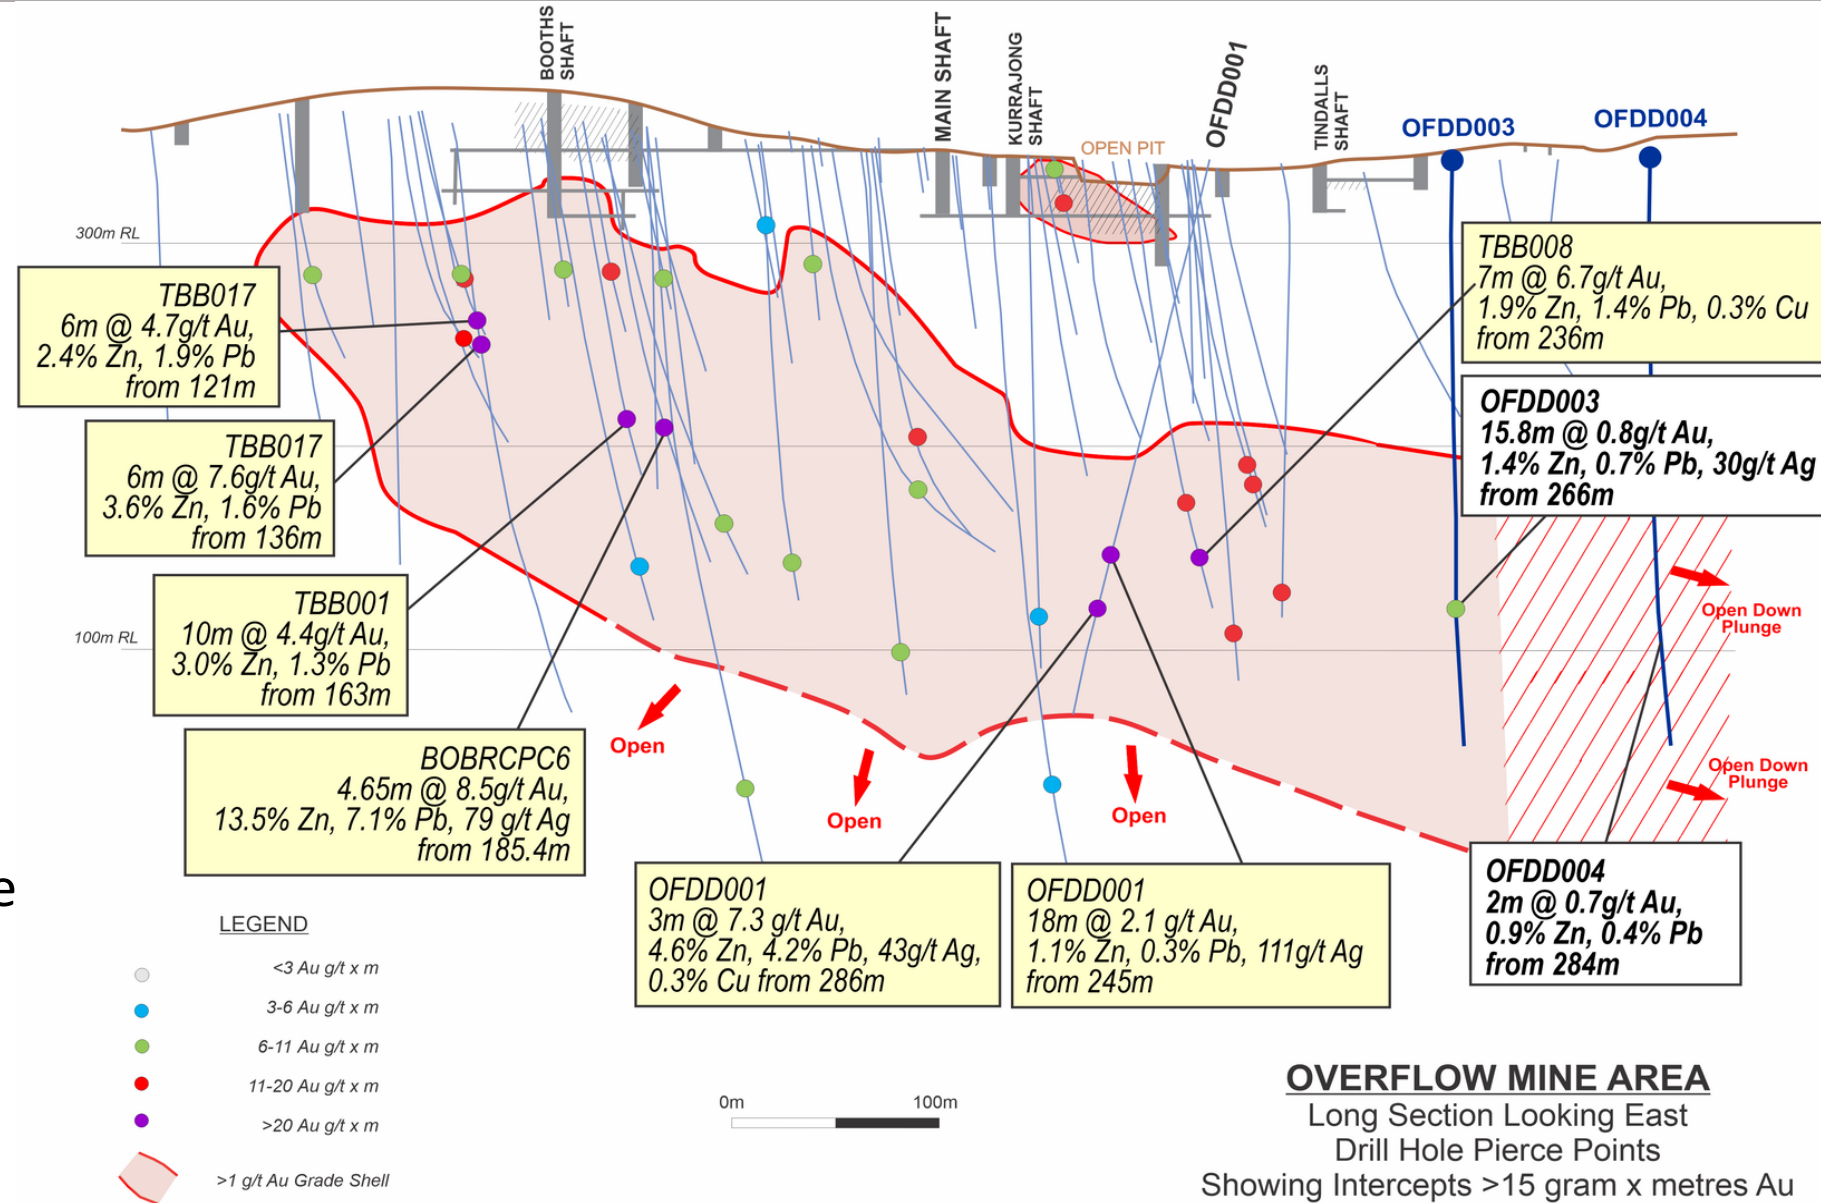 BOOTHS
SHAFT
MAIN SHAFT
KURRAJONG
SHAFT
OPEN PIT
OFDD001
TINDALLS
SHAFT
OFDD003
OFDD004
300m RL
100m RL
TBB017
6m @ 4.7g/t Au,
2.4% Zn, 1.9% Pb
from 121m
TBB017
6m @ 7.6g/t Au,
3.6% Zn, 1.6% Pb
from 136m
TBB001
10m @ 4.4g/t Au,
3.0% Zn, 1.3% Pb
from 163m
BOBRCPC6
4.65m @ 8.5g/t Au,
13.5% Zn, 7.1% Pb, 79 g/t Ag
from 185.4m
OFDD001
3m @ 7.3 g/t Au,
4.6% Zn, 4.2% Pb, 43g/t Ag,
0.3% Cu from 286m
OFDD001
18m @ 2.1 g/t Au,
1.1% Zn, 0.3% Pb, 111g/t Ag
from 245m
TBB008
7m @ 6.7g/t Au,
1.9% Zn, 1.4% Pb, 0.3% Cu
from 236m
OFDD003
15.8m @ 0.8g/t Au,
1.4% Zn, 0.7% Pb, 30g/t Ag
from 266m
OFDD004
2m @ 0.7g/t Au,
0.9% Zn, 0.4% Pb
from 284m
Open
Open
Open
Open Down
Plunge
Open Down
Plunge
e
LEGEND
<3 Au g/t x m
3-6 Au g/t x m
6-11 Au g/t x m
11-20 Au g/t x m
>20 Au g/t x m
>1 g/t Au Grade Shell
0m 100m
OVERFLOW MINE AREA
Long Section Looking East
Drill Hole Pierce Points
Showing Intercepts >15 gram x metres Au